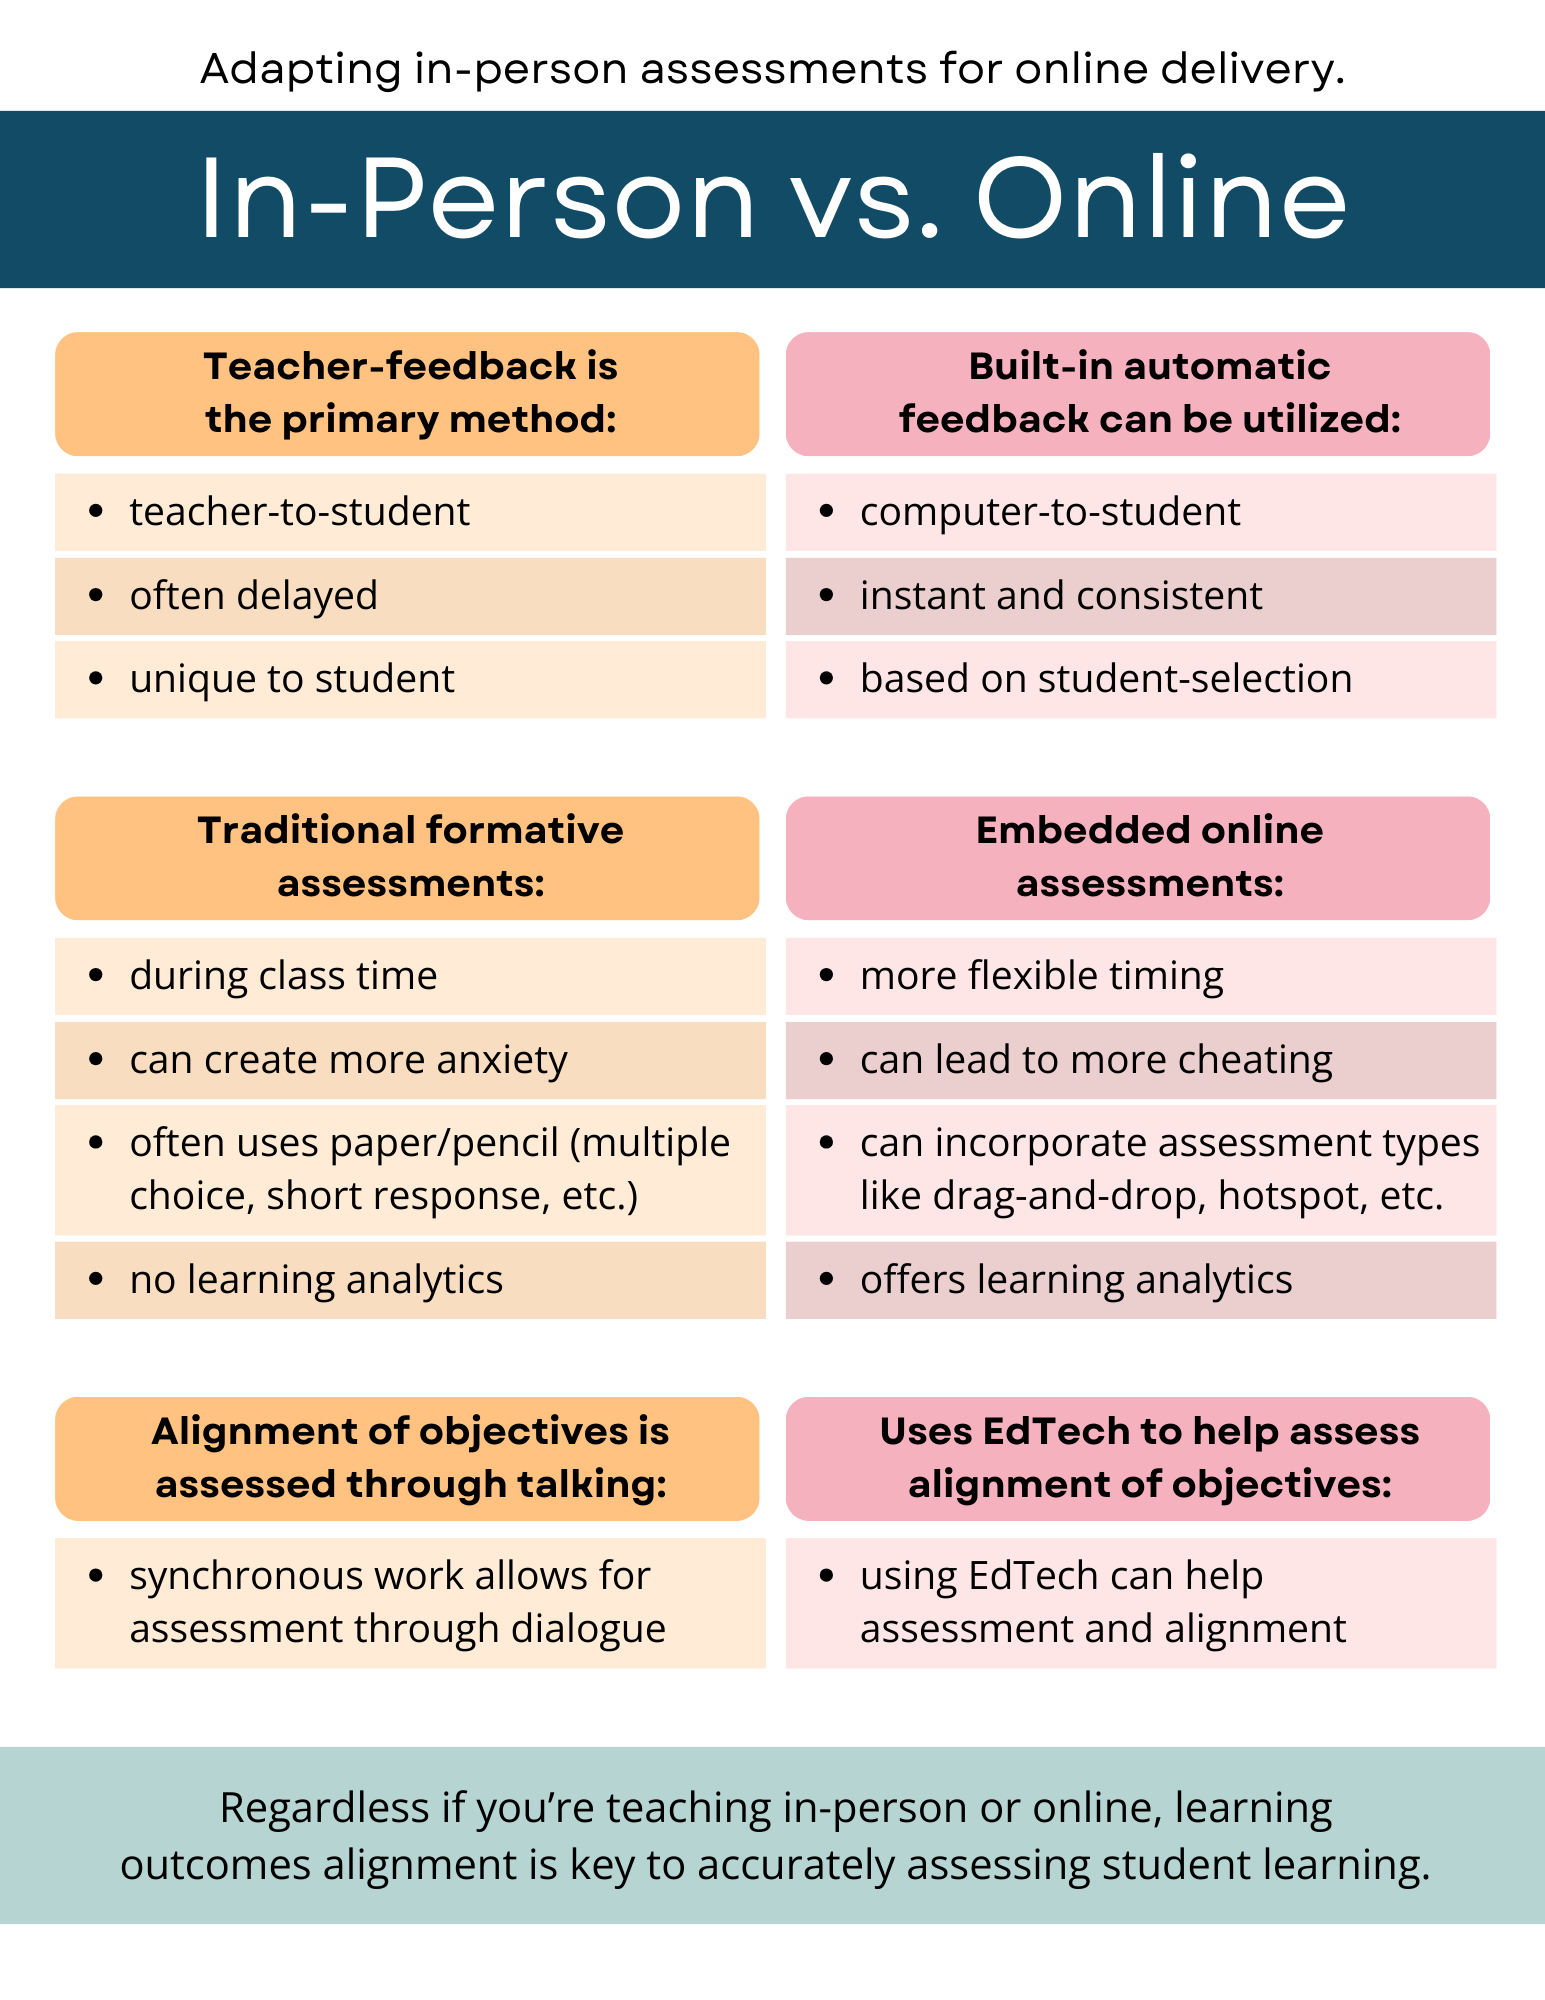 Adapting in-person assessments for online delivery.
In-Person vs. Online
Teacher-feedback is
the primary method:
• teacher-to-student
• often delayed
• unique to student
Built-in automatic
feedback can be utilized:
• computer-to-student
• instant and consistent
• based on student-selection
Traditional formative
assessments:
• during class time
• can create more anxiety
• often uses paper/pencil (multiple
choice, short response, etc.)
• no learning analytics
Embedded online
assessments:
• more flexible timing
• can lead to more cheating
• can incorporate assessment types
like drag-and-drop, hotspot, etc.
• offers learning analytics
Alignment of objectives is
assessed through talking:
• synchronous work allows for
assessment through dialogue
Uses EdTech to help assess
alignment of objectives:
• using EdTech can help
assessment and alignment
Regardless if you’re teaching in-person or online, learning
outcomes alignment is key to accurately assessing student learning.